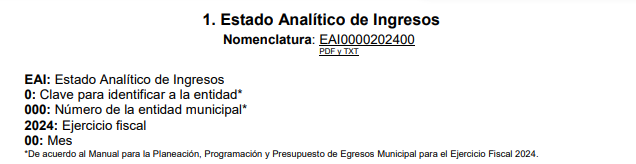 1. Estado Analítico de Ingresos
Nomenclatura: EAI0000202400
PDF y TXT
EAI: Estado Analítico de Ingresos
0: Clave para identificar a la entidad*
000: Número de la entidad municipal*
2024: Ejercicio fiscal
00: Mes
*De acuerdo al Manual para la Planeación, Programación y Presupuesto de Egresos Municipal para el Ejercicio Fiscal 2024.